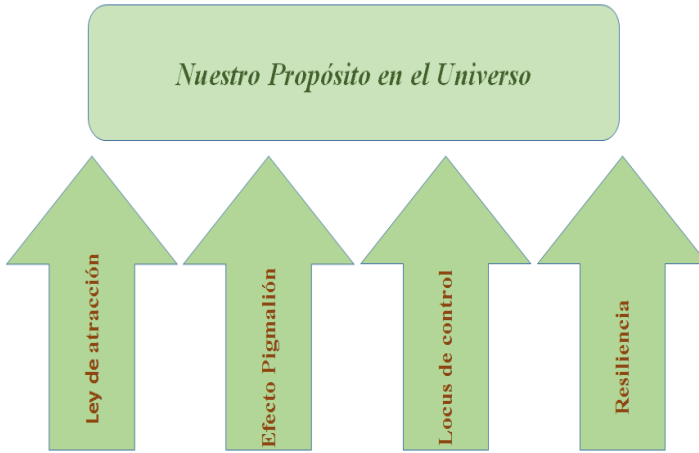 Nuestro Propósito en el Universo
Ley de atracción
Efecto Pigmalión
Locus de control
Resiliencia